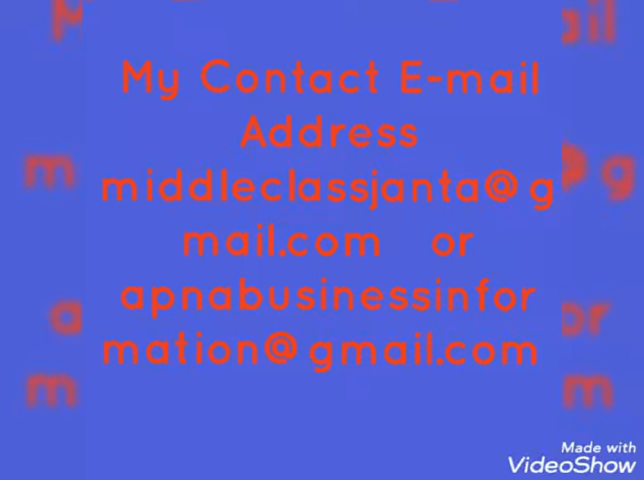 My Contact E-mail
Address
middleclassjanta@g
mail.com or
apnabusinessinfor
mation@gmail.com
Made with
VideoShow